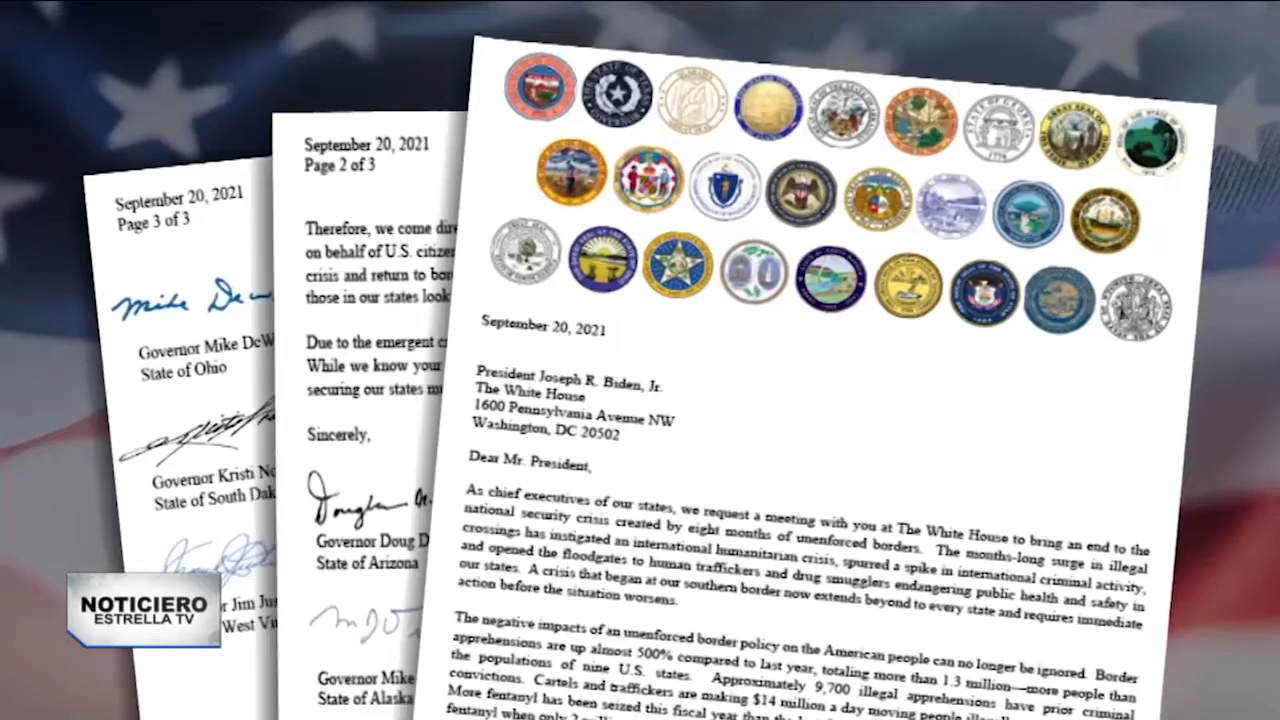 September 20, 2021
Page 3 of 3
Governor Mike DeW
State of Ohio
Governor Kristi No
State of South Dak
r Jim Jus
West Vir
September 20, 2021
Page 2 of 3
Therefore, we come dire
on behalf of U.S. citize
crisis and return to bor
those in our states look
Due to the emergent cr
While we know your
securing our states mu
Sincerely,
Governor Doug D
State of Arizona
Governor Mike
State of Alaska
September 20, 2021
President Joseph R. Biden, Jr.
The White House
1600 Pennsylvania Avenue NW
Washington, DC 20502
Dear Mr. President,
As chief executives of our states, we request a meeting with you at The White House to bring an end to the
national security crisis created by eight months of unenforced borders. The months-long surge in illegal
crossings has instigated an international humanitarian crisis, spurred a spike in international criminal activity,
and opened the floodgates to human traffickers and drug smugglers endangering public health and safety in
our states. A crisis that began at our southern border now extends beyond to every state and requires immediate
action before the situation worsens.
The negative impacts of an unenforced border policy on the American people can no longer be ignored. Border
apprehensions are up almost 500% compared to last year, totaling more than 1.3 million—more people than
the populations of nine U.S. states. Approximately 9,700 illegal apprehensions have prior criminal
convictions. Cartels and traffickers are making $14 million a day moving people
More fentanyl has been seized this fiscal year than the
fentanyl when only 2
NOTICIERO
ESTRELLA TV